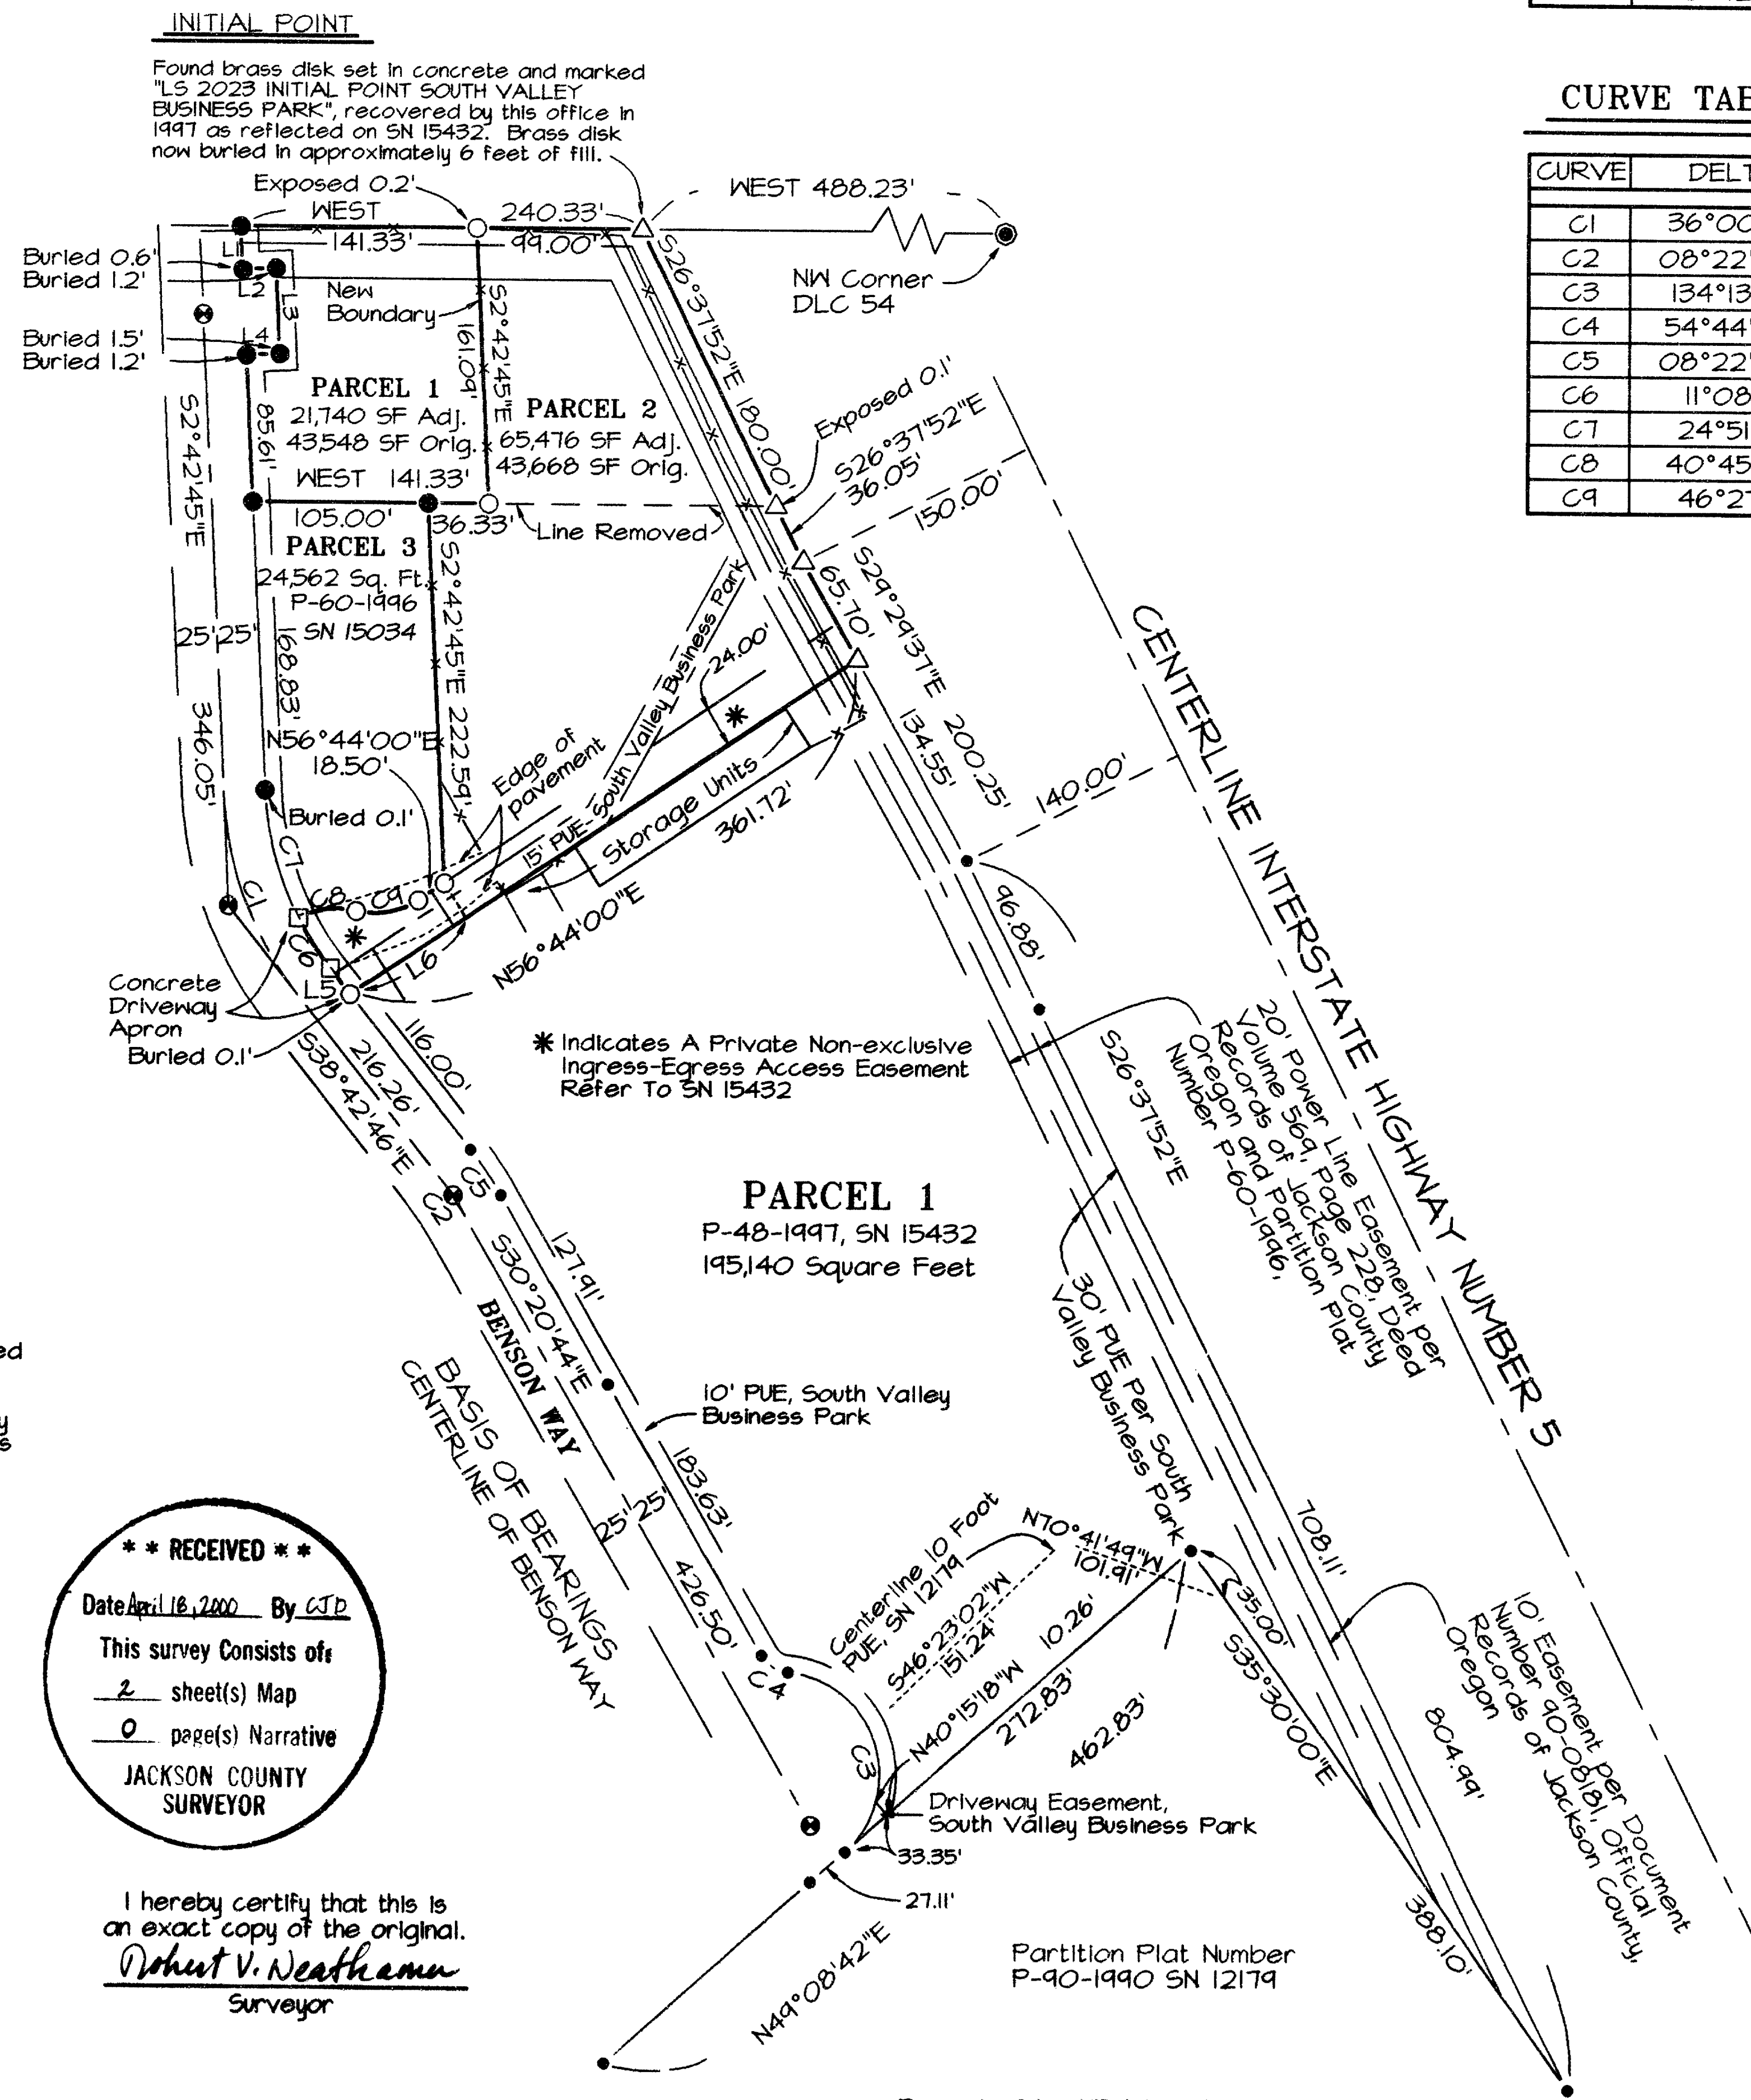 INITIAL POINT
Found brass disk set in concrete and marked
"LS 2023 INITIAL POINT SOUTH VALLEY
BUSINESS PARK", recovered by this office in
1997 as reflected on SN 15432. Brass disk
now buried in approximately 6 feet of fill.
Exposed 0.2'
WEST 488.23'
WEST
240.33'
141.33'
99.00'
NW Corner
DLC 54
Buried 0.6'
Buried 1.2'
Buried 1.5'
Buried 1.2'
L1
L2
L3
L4
New
Boundary
S2°42'45"E
161.09'
S26°37'52"E 180.00'
PARCEL 1
21,740 SF Adj.
43,548 SF Orig.
PARCEL 2
65,476 SF Adj.
43,668 SF Orig.
Exposed 0.1'
S26°37'52"E
36.05'
150.00'
S2°42'45"E
85.61'
WEST 141.33'
105.00'
36.33'
Line Removed
PARCEL 3
24,562 Sq. Ft.
P-60-1996
SN 15034
25' 25'
168.83'
346.05'
S2°42'45"E 222.59'
N56°44'00"E
18.50'
Buried 0.1'
Edge of
pavement
15' PUE-South Valley Business Park
24.00'
65.70'
S29°29'37"E 200.25'
134.55'
140.00'
Storage Units
361.72'
N56°44'00"E
C7
C8
C9
C1
C6
L5
L6
Concrete
Driveway
Apron
Buried 0.1'
116.00'
216.26'
S38°42'46"E
C5
C2
✱ Indicates A Private Non-exclusive
Ingress-Egress Access Easement
Refer To SN 15432
96.88'
S26°37'52"E
CENTERLINE INTERSTATE HIGHWAY NUMBER 5
20' Power Line Easement per
Volume 569, Page 228, Deed
Records of Jackson County
Oregon and Partition Plat
Number P-60-1996,
PARCEL 1
P-48-1997, SN 15432
195,140 Square Feet
127.91'
S30°20'44"E
BENSON WAY
BASIS OF BEARINGS
CENTERLINE OF BENSON WAY
10' PUE, South Valley
Business Park
30' PUE Per South
Valley Business Park
183.63'
25' 25'
426.50'
C4
C3
Centerline 10 Foot
PUE, SN 12179
S46°23'02"W
151.24'
N70°41'49"W
101.91'
N40°15'18"W 10.26'
272.83'
462.83'
35.00'
S35°30'00"E
708.11'
804.99'
388.10'
10' Easement per Document
Number 90-08181, Official
Records of Jackson County,
Oregon
Driveway Easement,
South Valley Business Park
33.35'
27.11'
N49°08'42"E
Partition Plat Number
P-90-1990 SN 12179
ed
y
s
* * RECEIVED * *
Date April 18, 2000 By CJD
This survey Consists of:
2 sheet(s) Map
0 page(s) Narrative
JACKSON COUNTY
SURVEYOR
I hereby certify that this is
an exact copy of the original.
Robert V. Neathamer
Surveyor
CURVE TAB
CURVE DELT
C1 36°00
C2 08°22'
C3 134°13
C4 54°44'
C5 08°22'
C6 11°08
C7 24°51
C8 40°45
C9 46°27